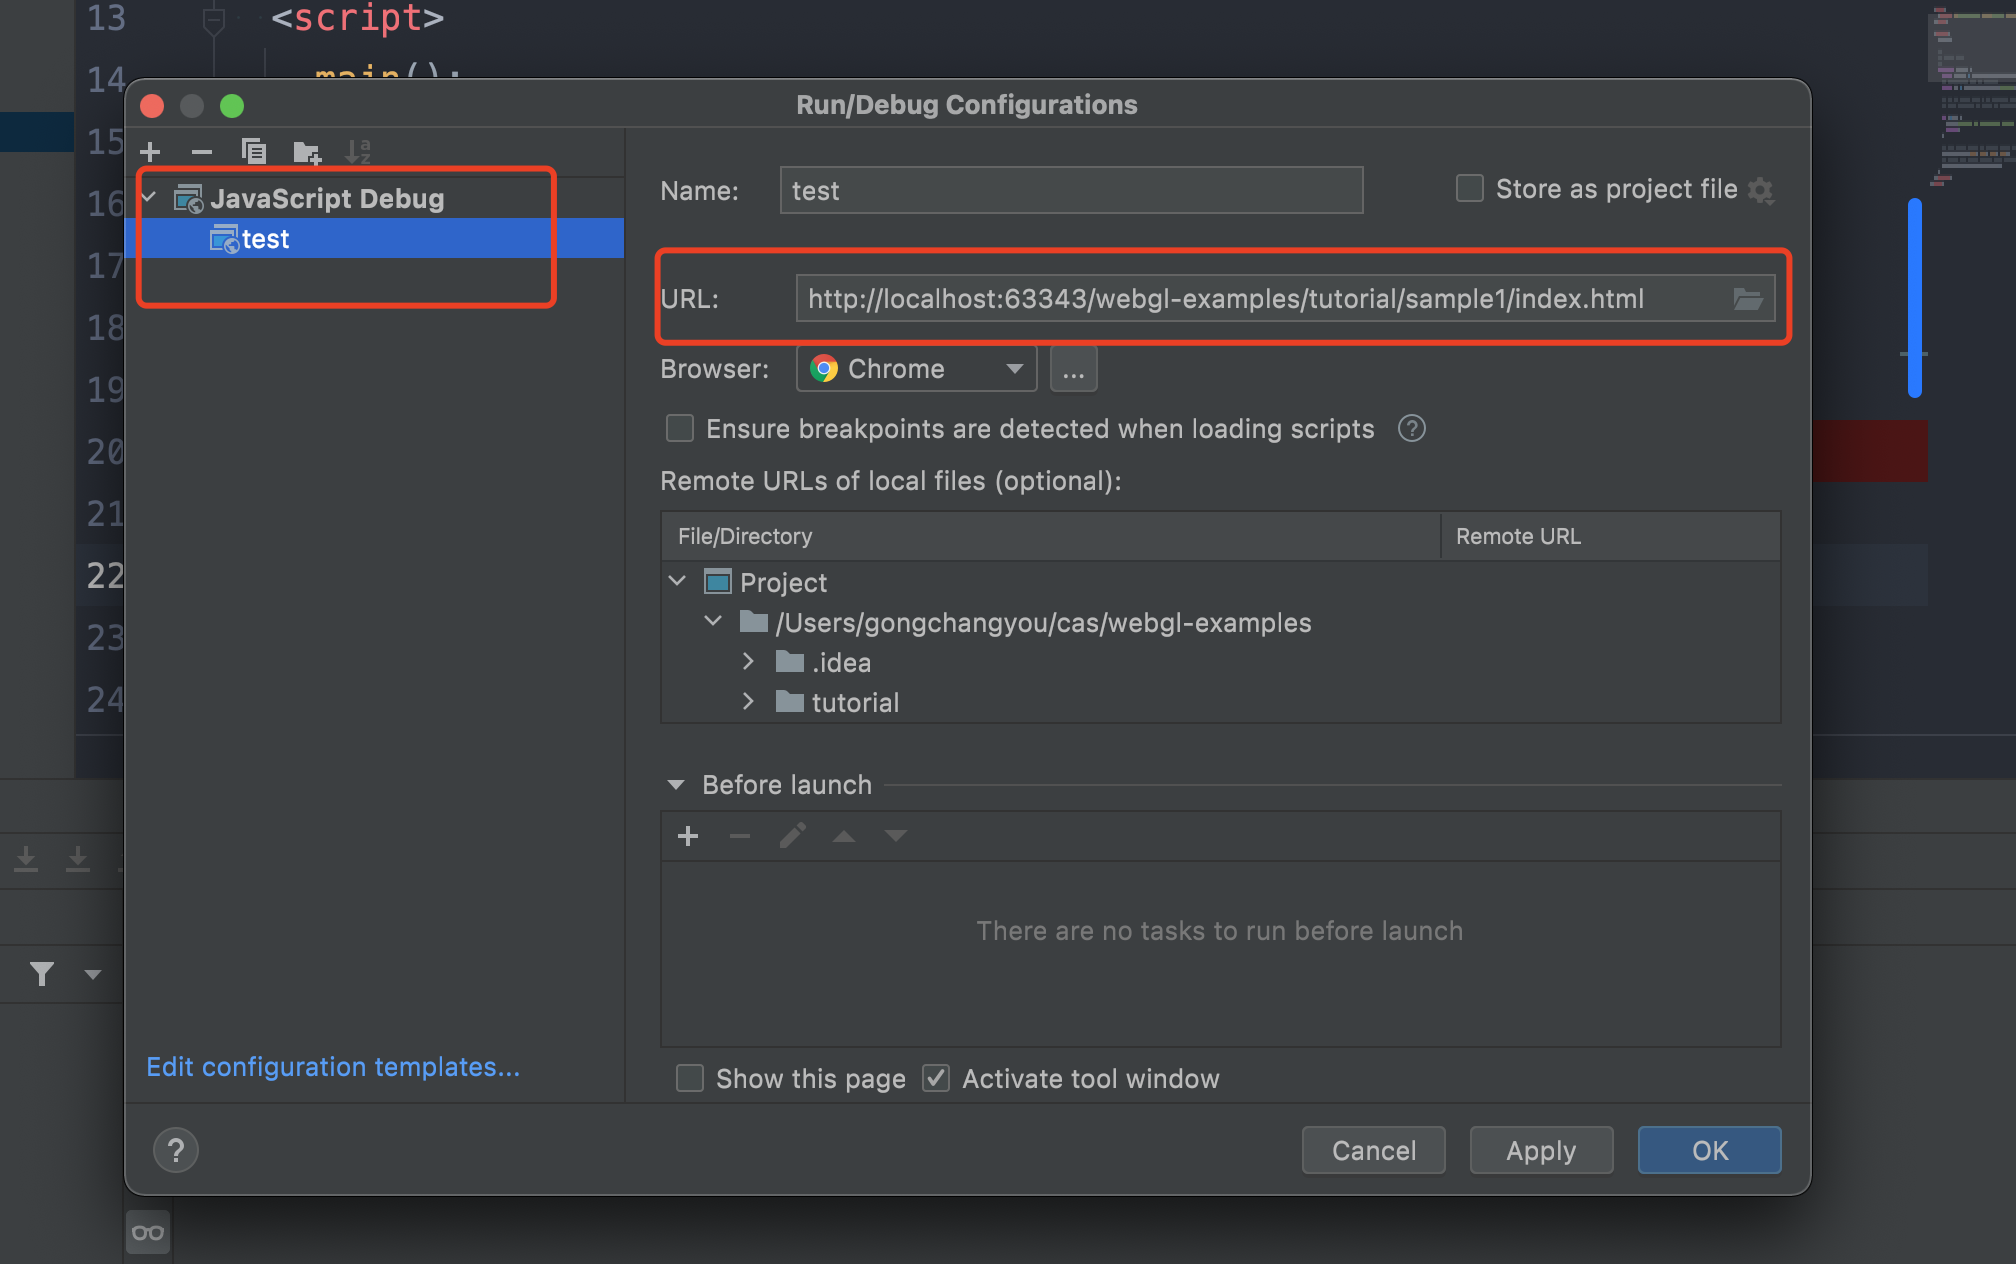 13 <script>
14 main();
15
16
17
18
19
20
21
22
23
24
Run/Debug Configurations
JavaScript Debug
test
Edit configuration templates...
Name: test
Store as project file
URL: http://localhost:63343/webgl-examples/tutorial/sample1/index.html
Browser: Chrome ...
Ensure breakpoints are detected when loading scripts ?
Remote URLs of local files (optional):
File/Directory Remote URL
Project
/Users/gongchangyou/cas/webgl-examples
.idea
tutorial
Before launch
There are no tasks to run before launch
Show this page Activate tool window
? Cancel Apply OK